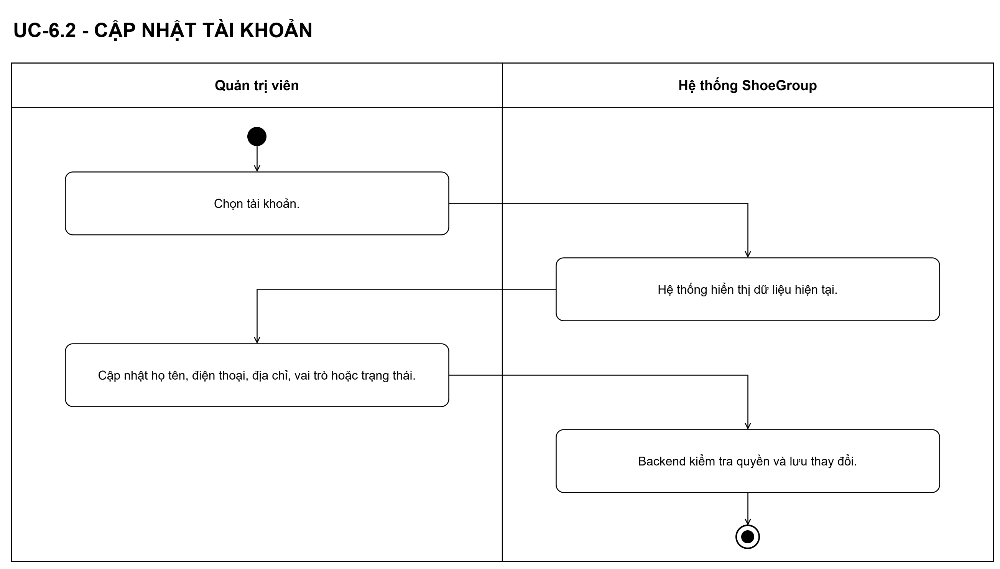 UC-6.2 - CẬP NHẬT TÀI KHOẢN
Quản trị viên
Hệ thống ShoeGroup
Chọn tài khoản.
Hệ thống hiển thị dữ liệu hiện tại.
Cập nhật họ tên, điện thoại, địa chỉ, vai trò hoặc trạng thái.
Backend kiểm tra quyền và lưu thay đổi.